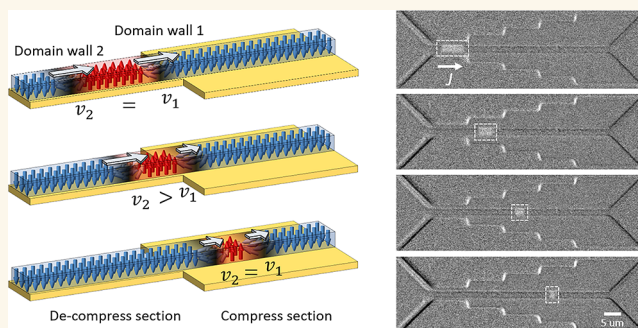 Domain wall 1
Domain wall 2
v₂ = v₁
v₂ > v₁
v₂ = v₁
De-compress section Compress section
J
5 um